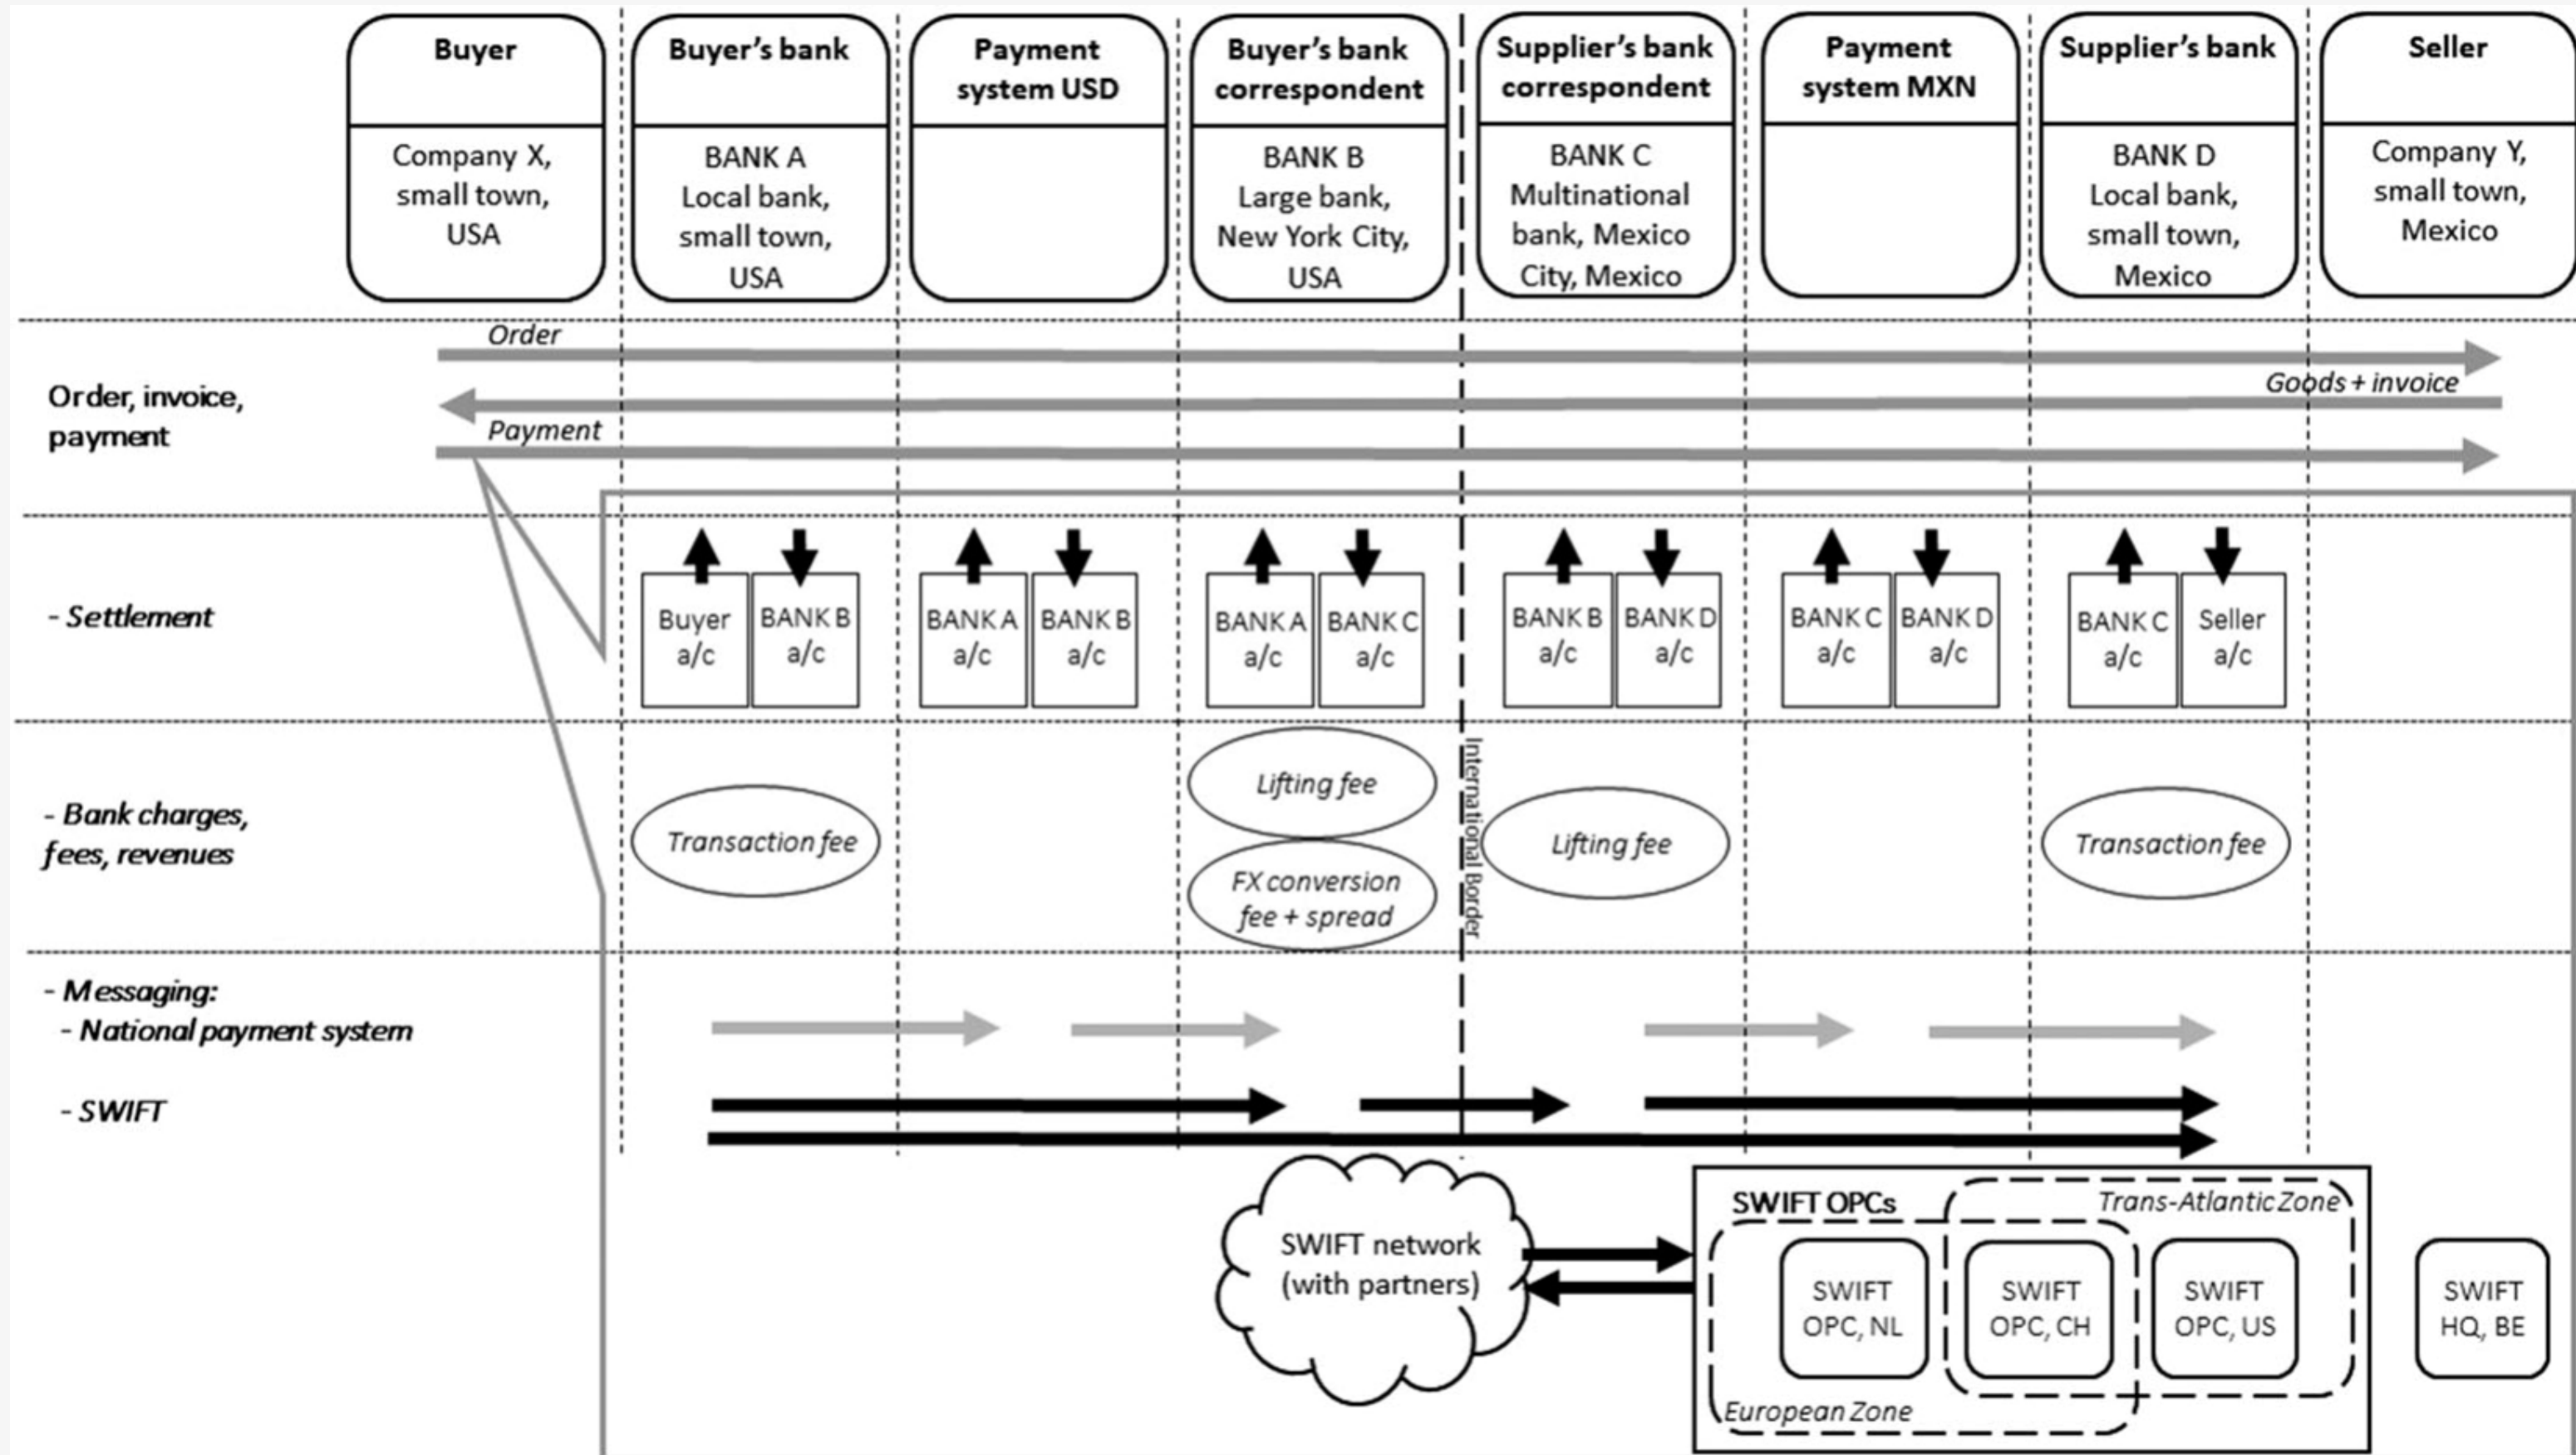 Buyer
Company X,
small town,
USA
Buyer’s bank
BANK A
Local bank,
small town,
USA
Payment
system USD
Buyer’s bank
correspondent
BANK B
Large bank,
New York City,
USA
Supplier’s bank
correspondent
BANK C
Multinational
bank, Mexico
City, Mexico
Payment
system MXN
Supplier’s bank
BANK D
Local bank,
small town,
Mexico
Seller
Company Y,
small town,
Mexico
Order, invoice,
payment
Order
Goods + invoice
Payment
- Settlement
Buyer
a/c
BANK B
a/c
BANK A
a/c
BANK B
a/c
BANK A
a/c
BANK C
a/c
BANK B
a/c
BANK D
a/c
BANK C
a/c
BANK D
a/c
BANK C
a/c
Seller
a/c
- Bank charges,
fees, revenues
Transaction fee
Lifting fee
FX conversion
fee + spread
International Border
Lifting fee
Transaction fee
- Messaging:
- National payment system
- SWIFT
SWIFT network
(with partners)
SWIFT OPCs
Trans-Atlantic Zone
SWIFT
OPC, NL
SWIFT
OPC, CH
SWIFT
OPC, US
European Zone
SWIFT
HQ, BE